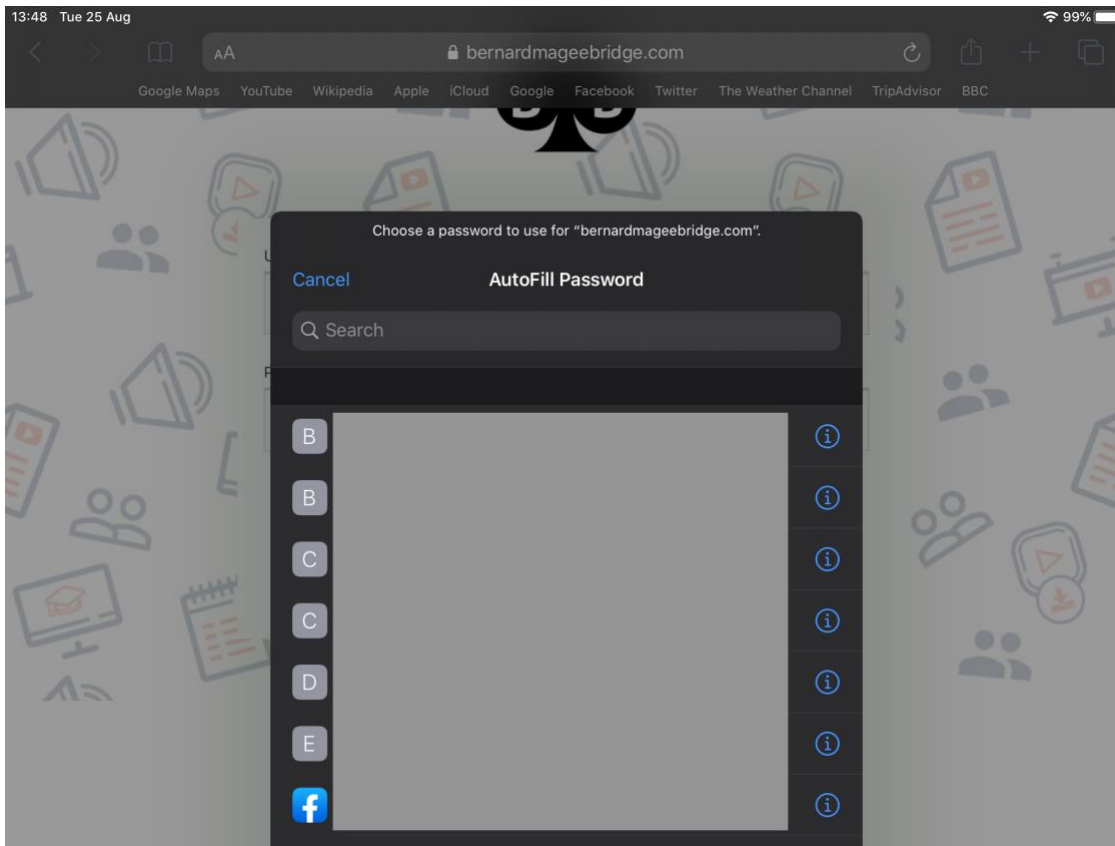 13:48 Tue 25 Aug 99%
AA bernardmageebridge.com
Google Maps YouTube Wikipedia Apple iCloud Google Facebook Twitter The Weather Channel TripAdvisor BBC
B B
Choose a password to use for “bernardmageebridge.com”.
U
Cancel AutoFill Password
Search
P
B
B
C
C
D
E
f